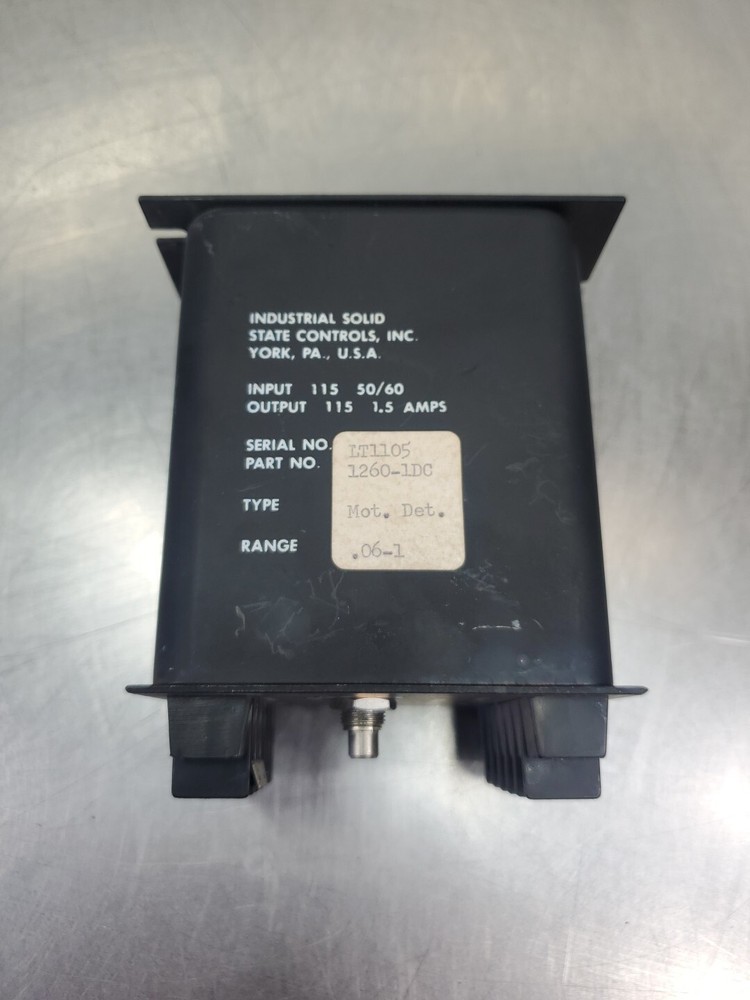 INDUSTRIAL SOLID
STATE CONTROLS, INC.
YORK, PA., U.S.A.
INPUT 115 50/60
OUTPUT 115 1.5 AMPS
SERIAL NO. LT1105
PART NO. 1260-1DC
TYPE Mot. Det.
RANGE .06-1